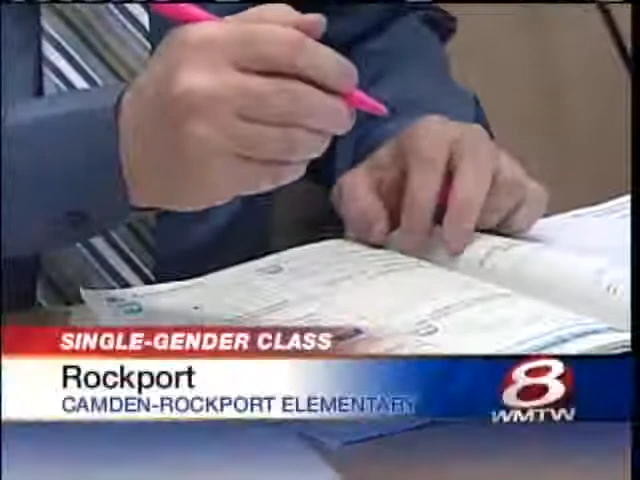 SINGLE-GENDER CLASS
Rockport
CAMDEN-ROCKPORT ELEMENTARY
8
WMTW